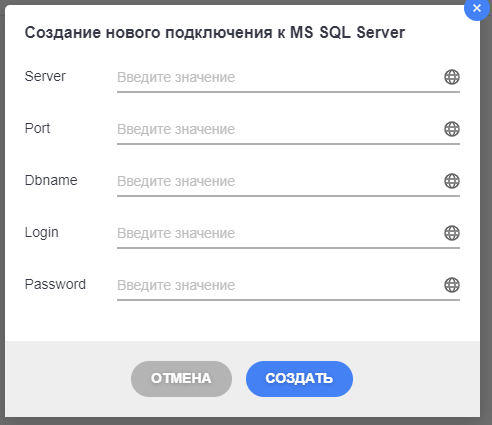 Создание нового подключения к MS SQL Server
Server Введите значение
Port Введите значение
Dbname Введите значение
Login Введите значение
Password Введите значение
ОТМЕНА СОЗДАТЬ